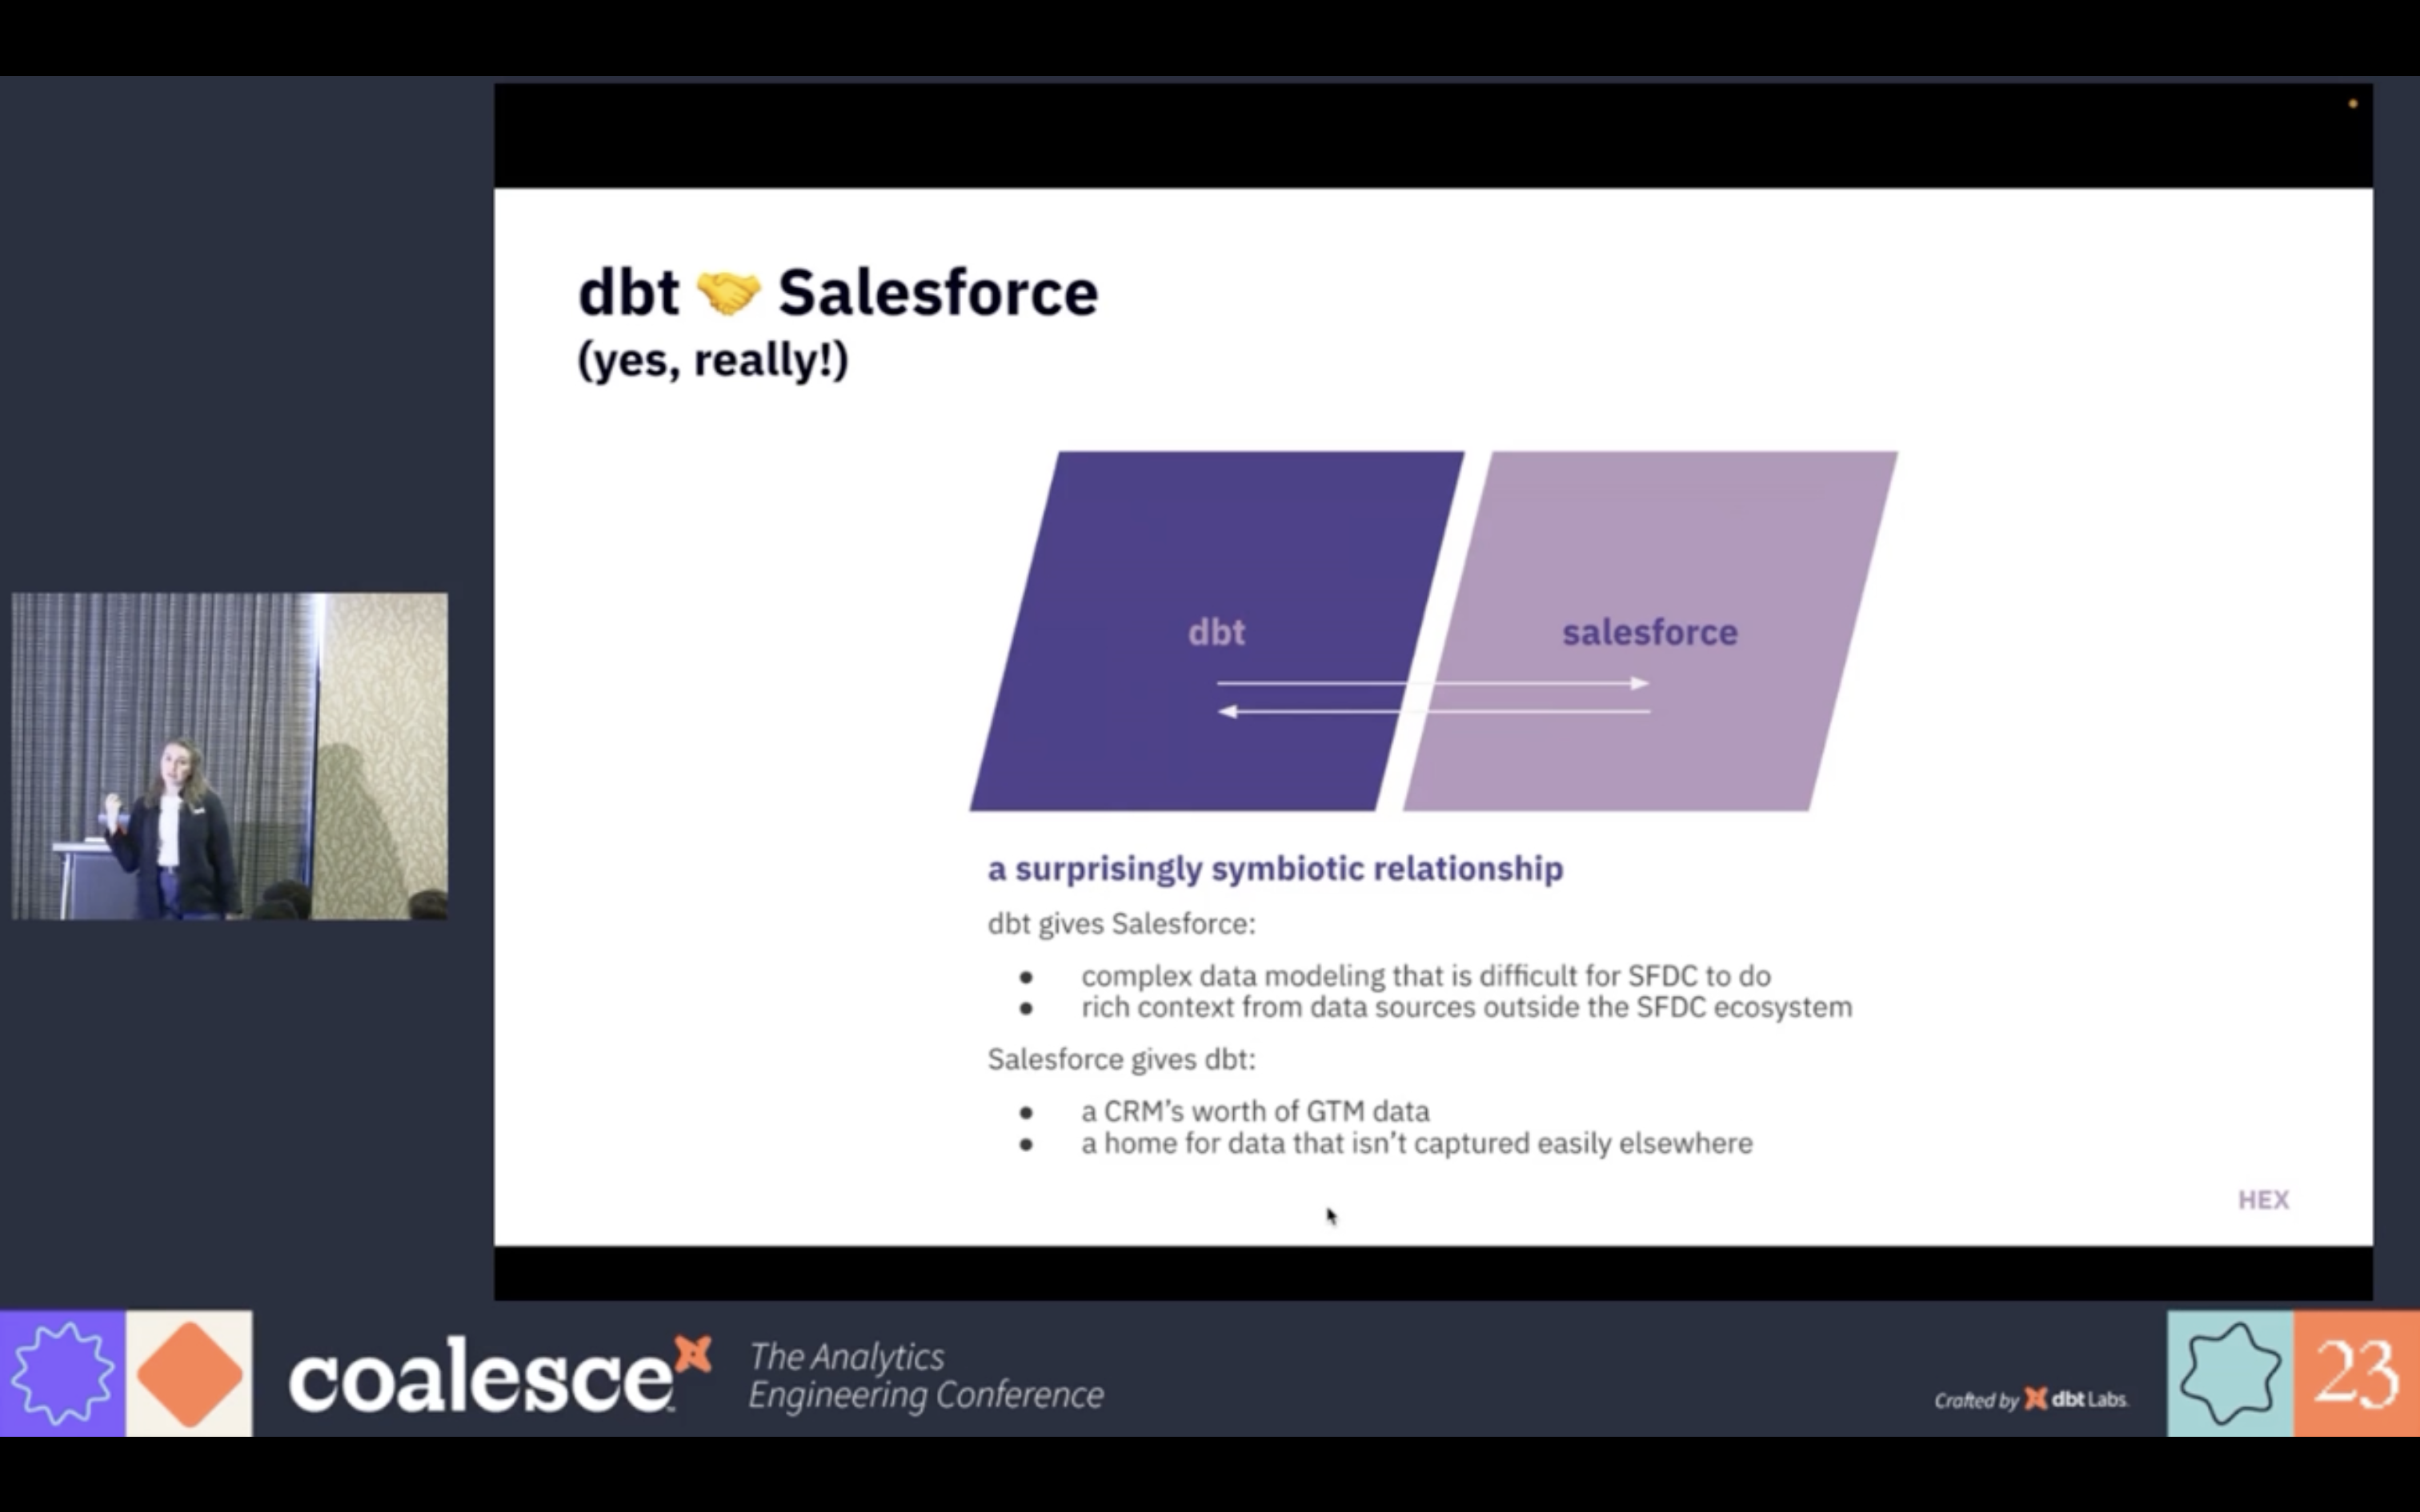 dbt 🤝 Salesforce
(yes, really!)
dbt
salesforce
a surprisingly symbiotic relationship
dbt gives Salesforce:
● complex data modeling that is difficult for SFDC to do
● rich context from data sources outside the SFDC ecosystem
Salesforce gives dbt:
● a CRM’s worth of GTM data
● a home for data that isn’t captured easily elsewhere
HEX
coalesce
The Analytics
Engineering Conference
Crafted by dbt Labs
23